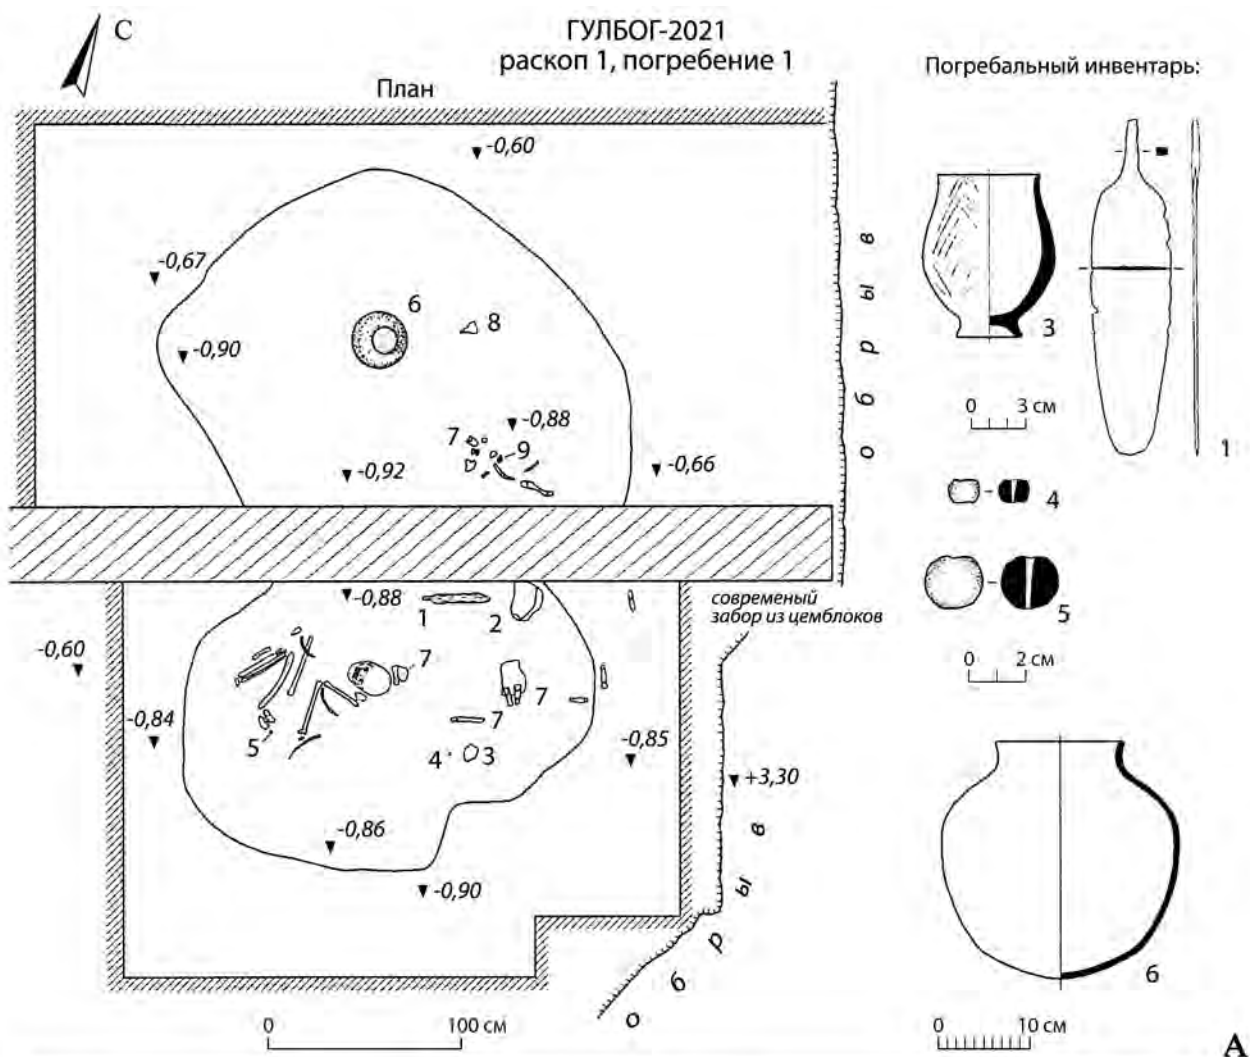 С
ГУЛБОГ-2021
раскоп 1, погребение 1
План
Погребальный инвентарь:
-0,60
-0,67
-0,90
6
8
-0,88
7
9
-0,92
-0,66
обрыв
3
0 3 см
1
4
5
0 2 см
современый
забор из цемблоков
-0,88
1
2
-0,60
7
7
-0,84
7
5
4
3
-0,85
+3,30
-0,86
-0,90
обрыв
6
0 100 см
0 10 см
А